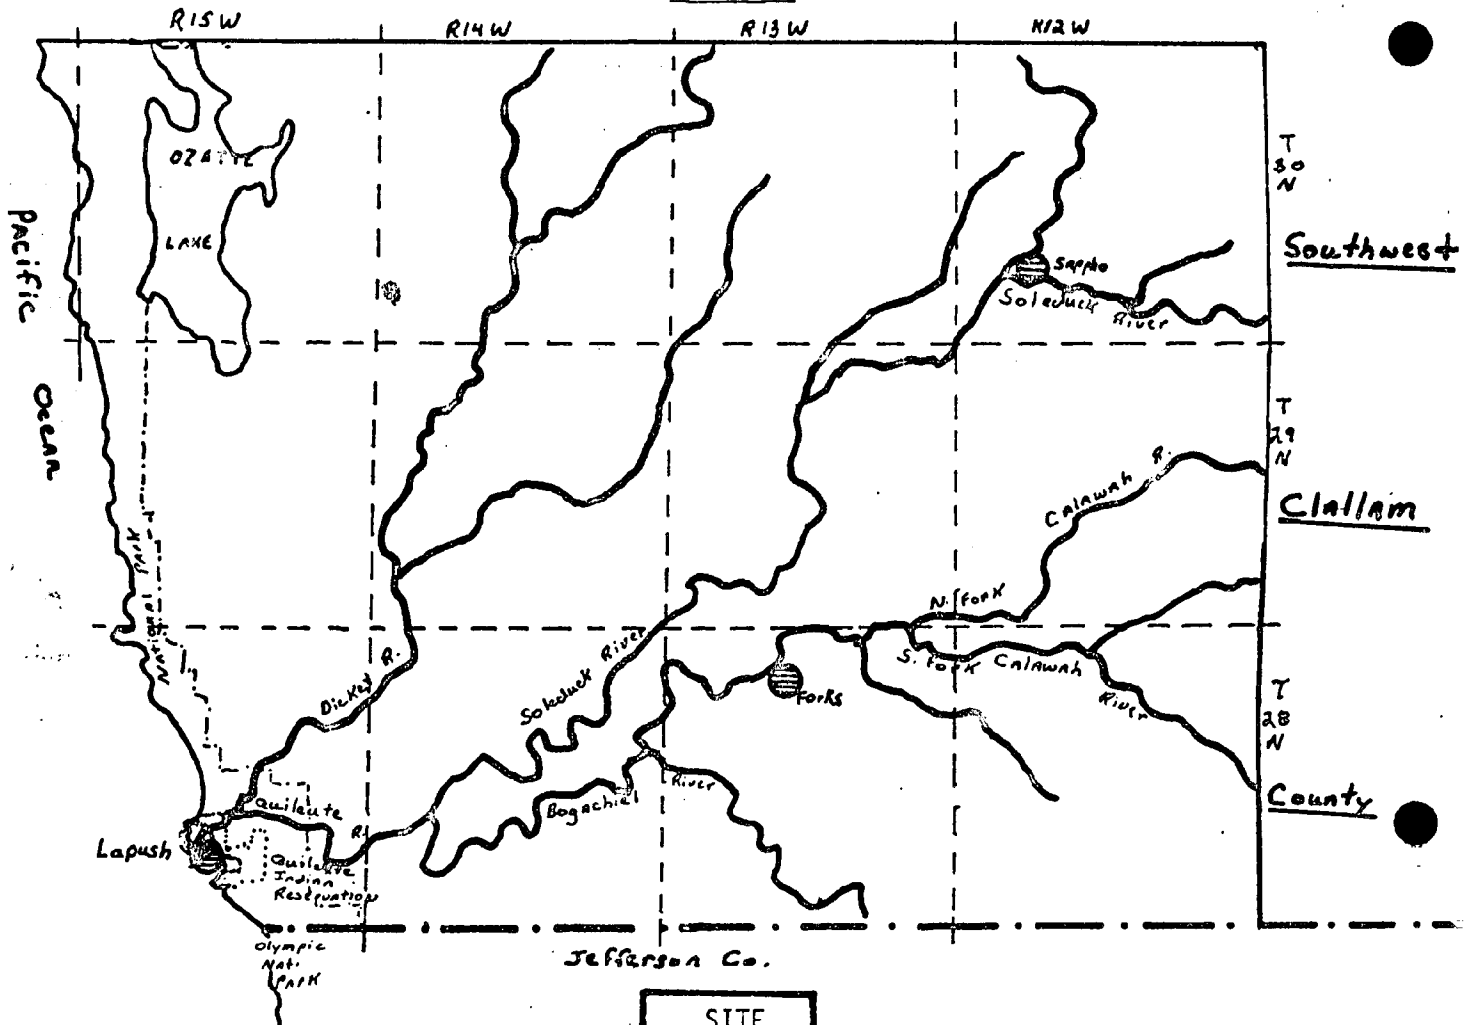 R15W
R14W
R13W
R12W
T
30
N
OZATTE
LAKE
Pacific
Ocean
Sappho
Soleduck River
Southwest
T
29
N
Calawah R.
Clallam
National Park
N. Fork
S. Fork Calawah River
Dickey R.
Soleduck River
Forks
T
28
N
Bogachiel River
County
Quileute R.
Lapush
Quileute
Indian
Reservation
Olympic
Nat.
Park
Jefferson Co.
SITE